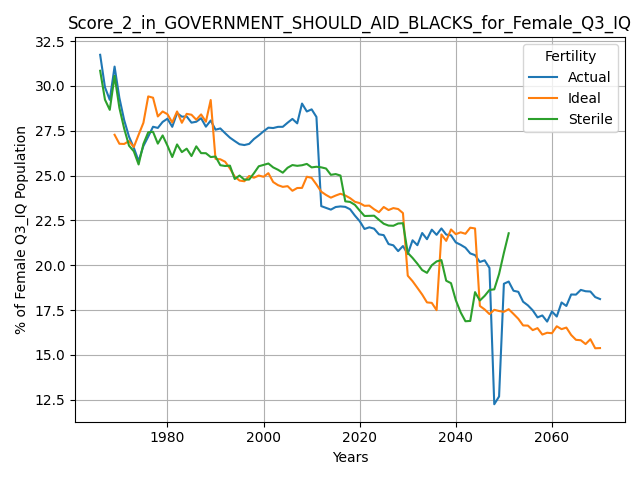 Score_2_in_GOVERNMENT_SHOULD_AID_BLACKS_for_Female_Q3_IQ
Fertility
Actual
Ideal
Sterile
% of Female Q3_IQ Population
32.5
30.0
27.5
25.0
22.5
20.0
17.5
15.0
12.5
1980
2000
2020
2040
2060
Years